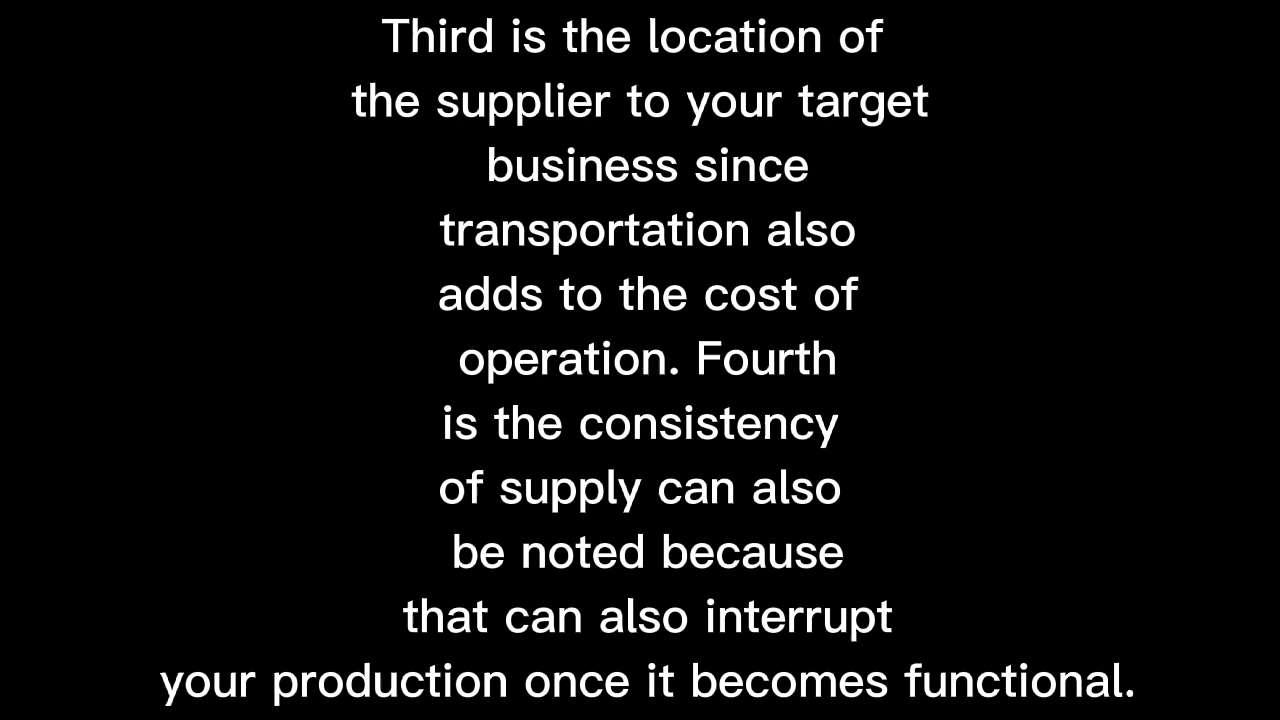 Third is the location of
the supplier to your target
business since
transportation also
adds to the cost of
operation. Fourth
is the consistency
of supply can also
be noted because
that can also interrupt
your production once it becomes functional.